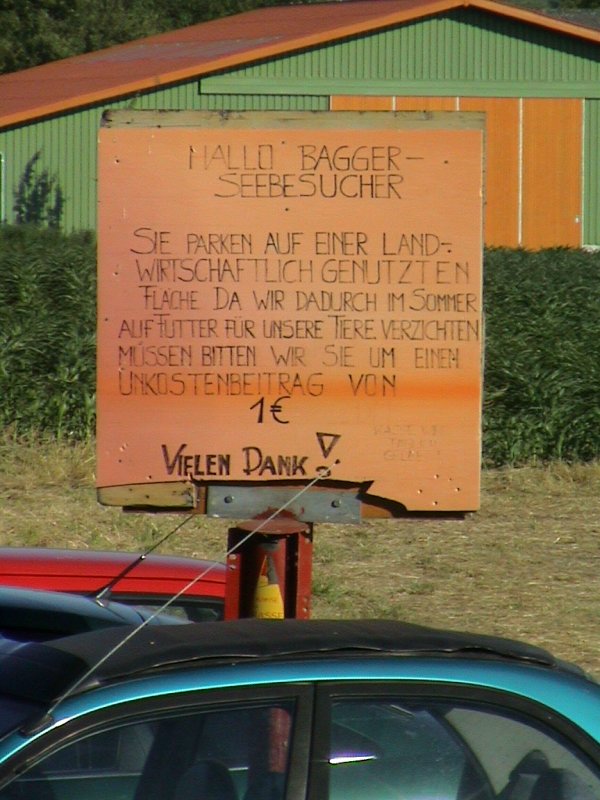 HALLO BAGGER-
SEEBESUCHER
SIE PARKEN AUF EINER LAND-
WIRTSCHAFTLICH GENUTZTEN
FLÄCHE. DA WIR DADURCH IM SOMMER
AUF FUTTER FÜR UNSERE TIERE VERZICHTEN
MÜSSEN BITTEN WIR SIE UM EINEN
UNKOSTENBEITRAG VON
1€
VIELEN DANK!